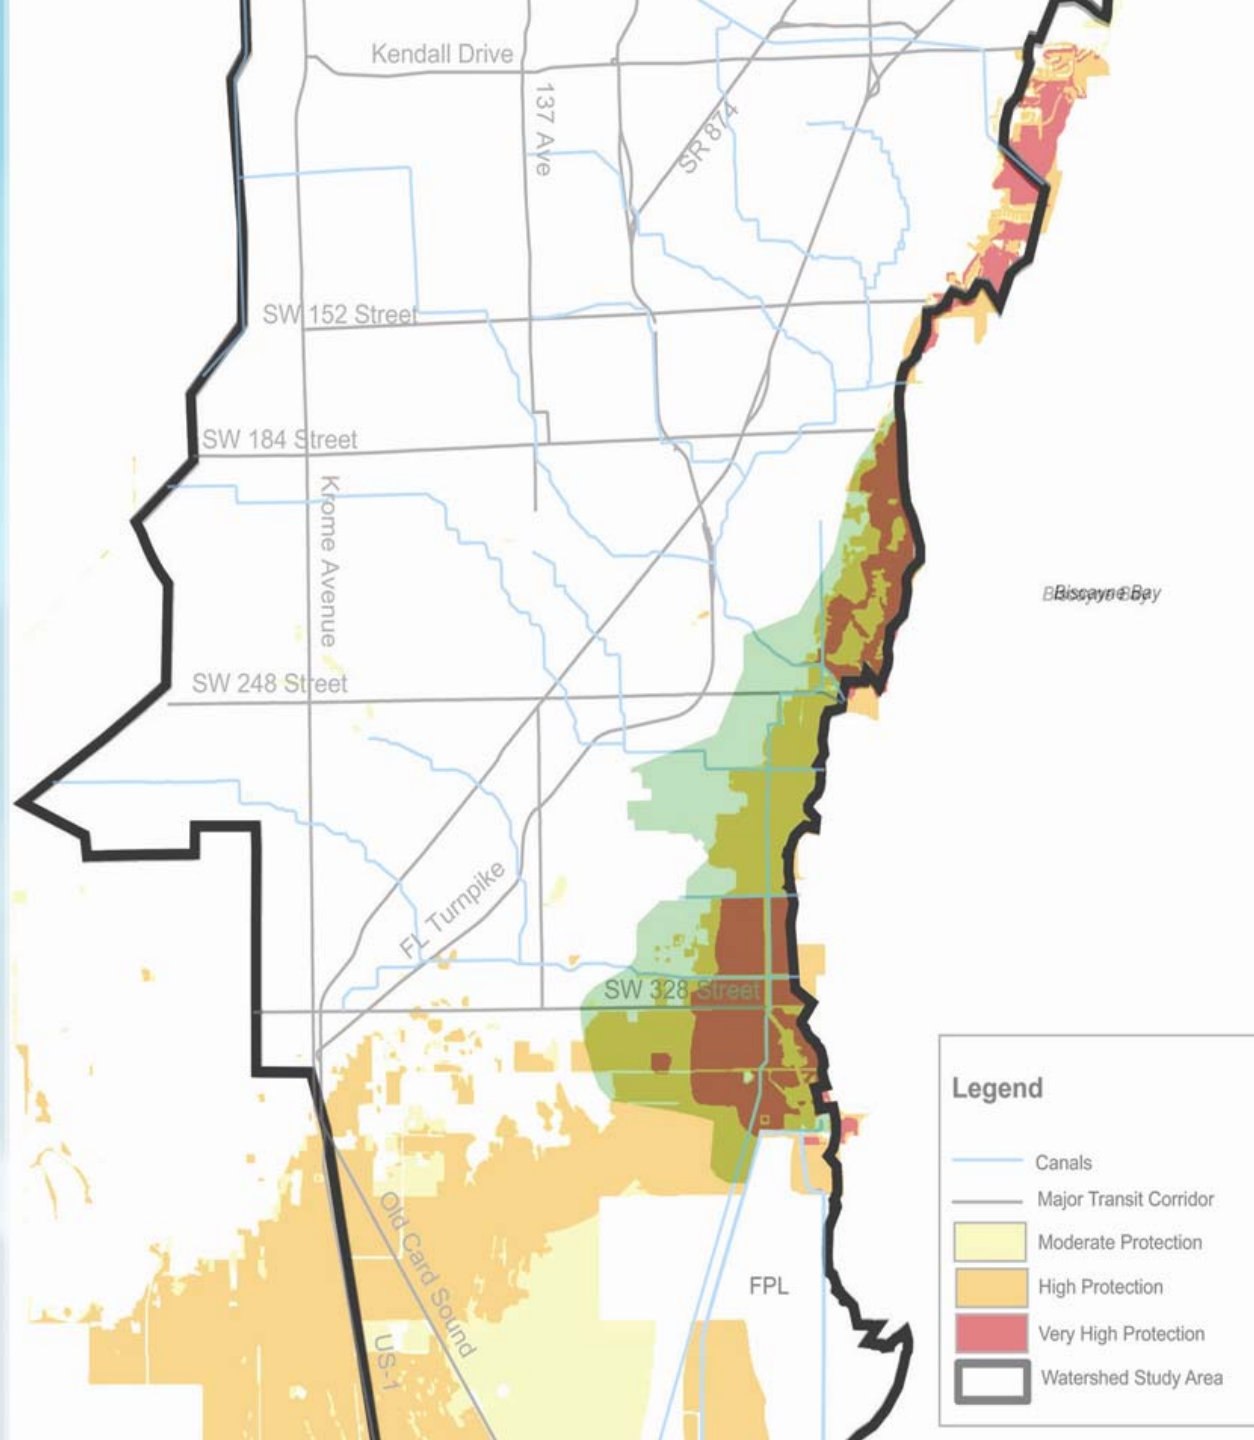 Kendall Drive
137 Ave
SR 874
SW 152 Street
SW 184 Street
Krome Avenue
Biscayne Bay
Biscayne Bay
SW 248 Street
FL Turnpike
SW 328 Street
Old Card Sound
US-1
FPL
Legend
Canals
Major Transit Corridor
Moderate Protection
High Protection
Very High Protection
Watershed Study Area